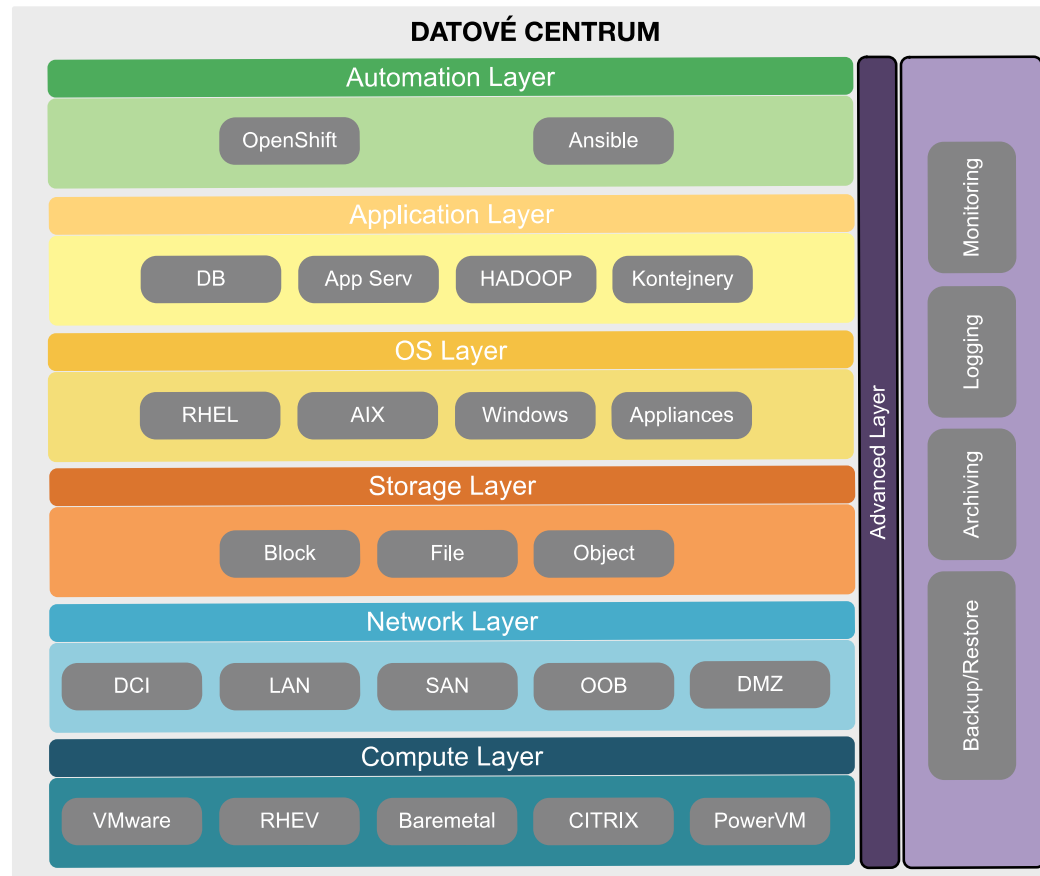 DATOVÉ CENTRUM
Automation Layer
OpenShift
Ansible
Application Layer
DB
App Serv
HADOOP
Kontejnery
OS Layer
RHEL
AIX
Windows
Appliances
Storage Layer
Block
File
Object
Network Layer
DCI
LAN
SAN
OOB
DMZ
Compute Layer
VMware
RHEV
Baremetal
CITRIX
PowerVM
Advanced Layer
Monitoring
Logging
Archiving
Backup/Restore